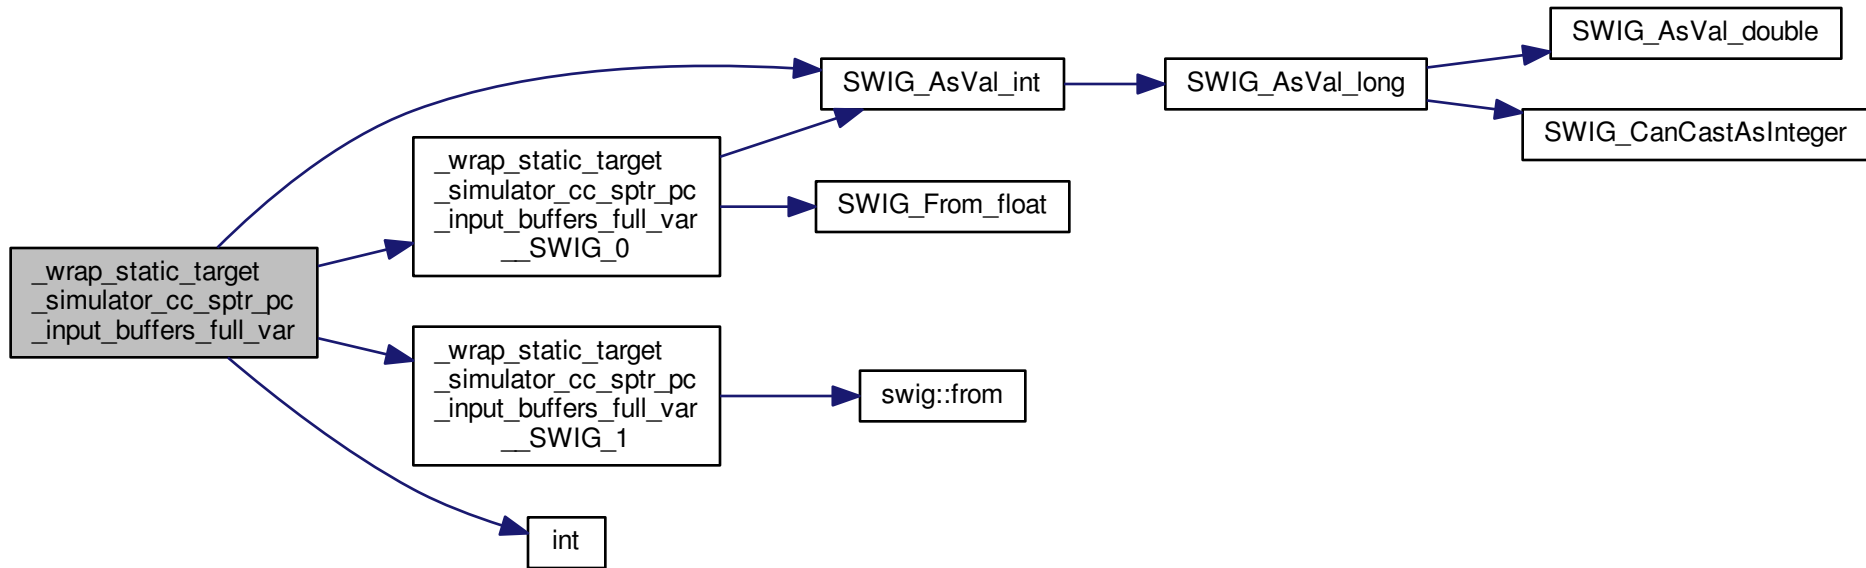 _wrap_static_target
_simulator_cc_sptr_pc
_input_buffers_full_var
_wrap_static_target
_simulator_cc_sptr_pc
_input_buffers_full_var
__SWIG_0
_wrap_static_target
_simulator_cc_sptr_pc
_input_buffers_full_var
__SWIG_1
int
SWIG_AsVal_int
SWIG_From_float
swig::from
SWIG_AsVal_long
SWIG_AsVal_double
SWIG_CanCastAsInteger